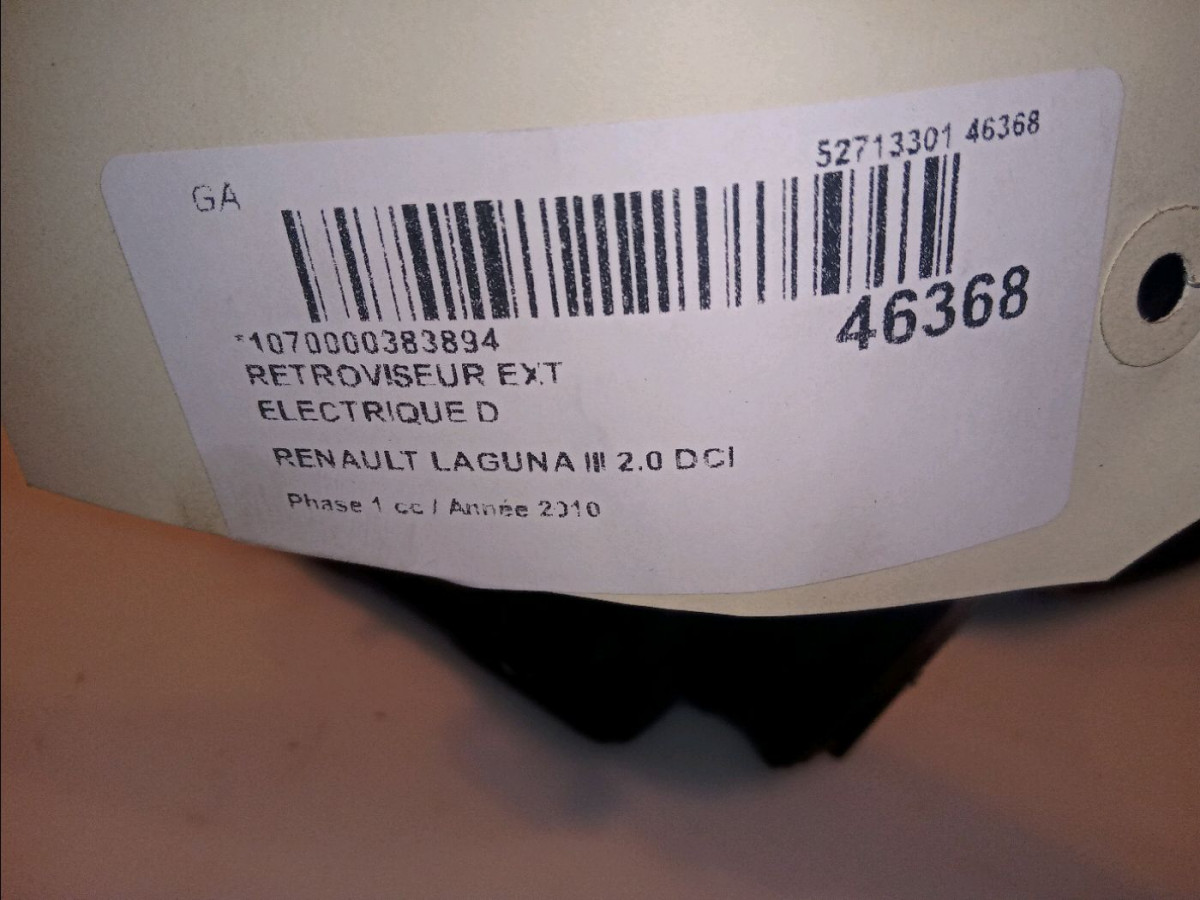 GA
52713301 46368
46368
*1070000383894
RETROVISEUR EXT
ELECTRIQUE D
RENAULT LAGUNA III 2.0 DCI
Phase 1 cc / Année 2010